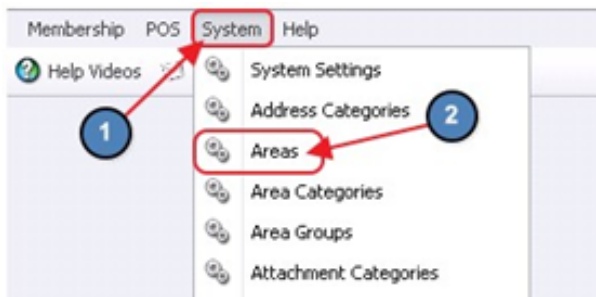 Membership POS System Help
Help Videos
System Settings
1
Address Categories
2
Areas
Area Categories
Area Groups
Attachment Categories